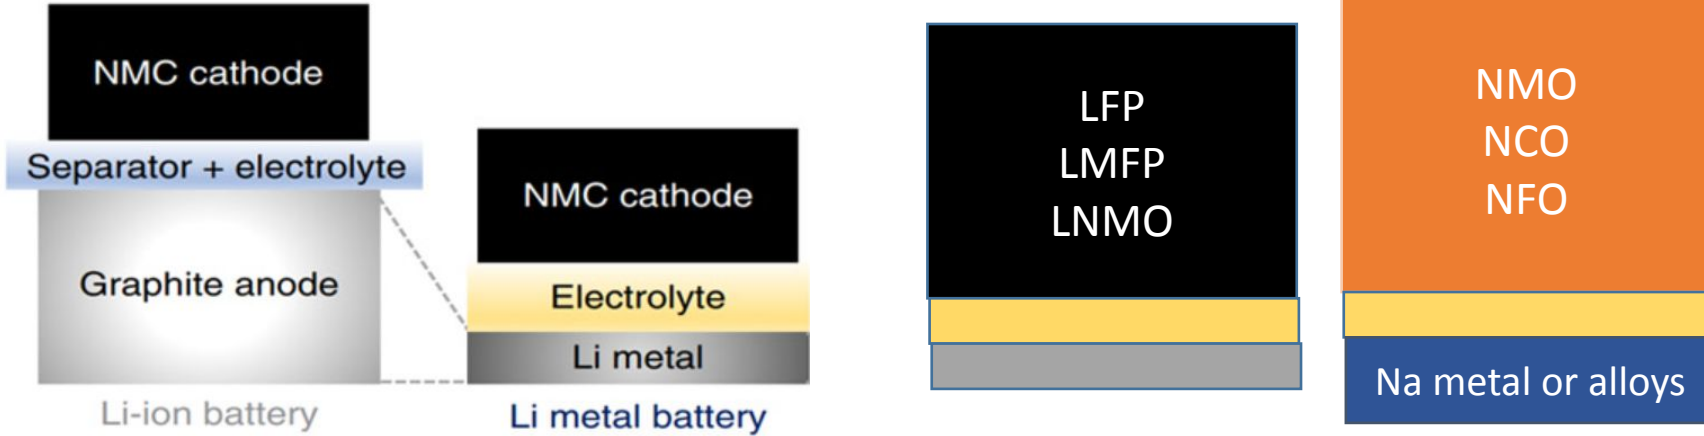 NMC cathode
Separator + electrolyte
Graphite anode
Li-ion battery
NMC cathode
Electrolyte
Li metal
Li metal battery
LFP
LMFP
LNMO
NMO
NCO
NFO
Na metal or alloys